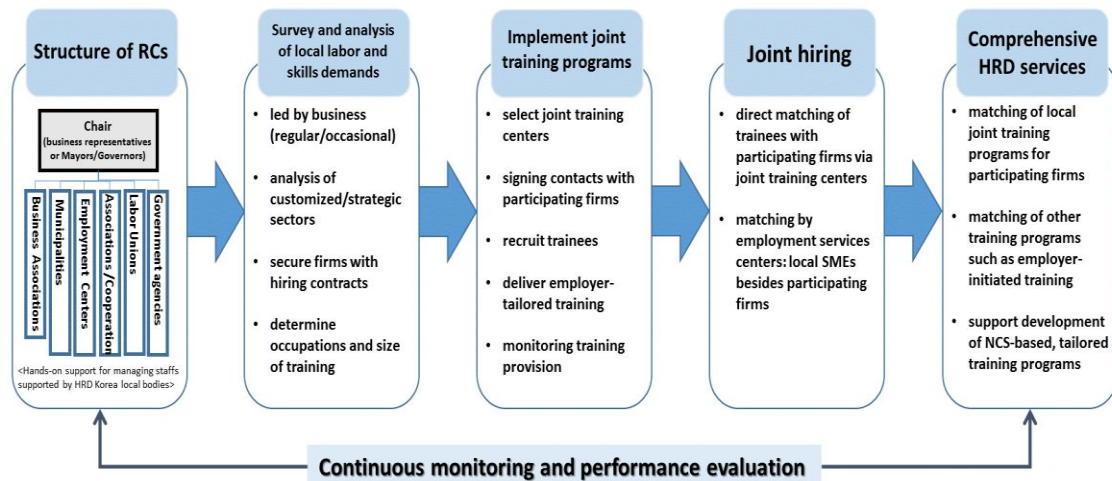 Structure of RCs
Chair
(business representatives
or Mayors/Governors)
Business Associations
Municipalities
Employment Centers
Associations/Cooperation
Labor Unions
Government agencies
<Hands-on support for managing staffs
supported by HRD Korea local bodies>
Survey and analysis
of local labor and
skills demands
• led by business
(regular/occasional)
• analysis of
customized/strategic
sectors
• secure firms with
hiring contracts
• determine
occupations and size
of training
Implement joint
training programs
• select joint training
centers
• signing contacts with
participating firms
• recruit trainees
• deliver employer-
tailored training
• monitoring training
provision
Joint hiring
• direct matching of
trainees with
participating firms via
joint training centers
• matching by
employment services
centers: local SMEs
besides participating
firms
Comprehensive
HRD services
• matching of local
joint training
programs for
participating firms
• matching of other
training programs
such as employer-
initiated training
• support development
of NCS-based, tailored
training programs
Continuous monitoring and performance evaluation